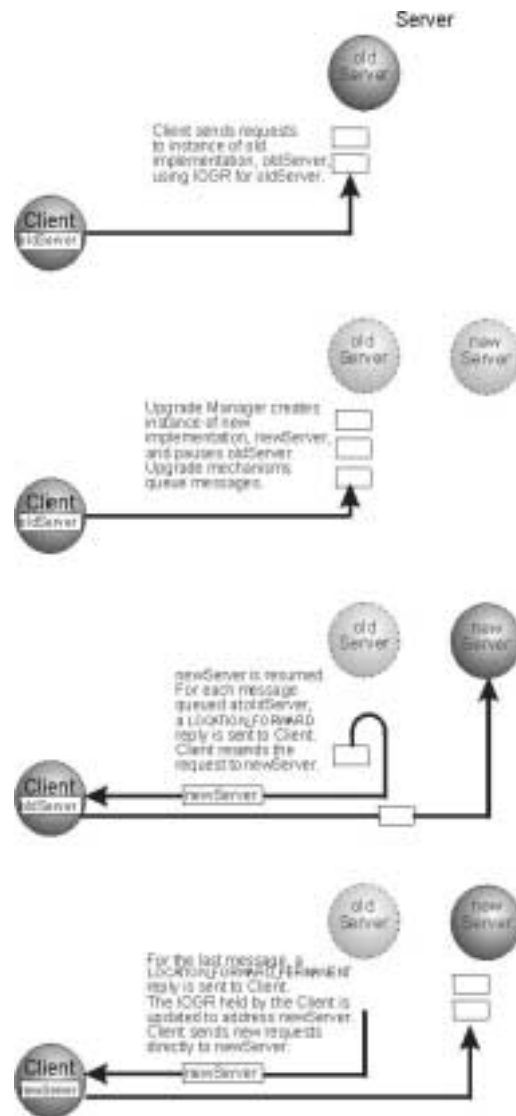 Server
old
Server
Client sends requests
to instance of old
implementation, oldServer,
using IOGR for oldServer.
Client
oldServer
old
Server
new
Server
Upgrade Manager creates
instance of new
implementation, newServer,
and pauses oldServer.
Upgrade mechanisms
queue messages.
Client
oldServer
old
Server
new
Server
newServer is resumed.
For each message
queued atoldServer,
a LOCATION_FORWARD
reply is sent to Client.
Client resends the
request to newServer.
newServer
Client
oldServer
old
Server
new
Server
For the last message, a
LOCATION_FORWARD_PERMANENT
reply is sent to Client.
The IOGR held by the Client is
updated to address newServer.
Client sends new requests
directly to newServer.
newServer
Client
newServer